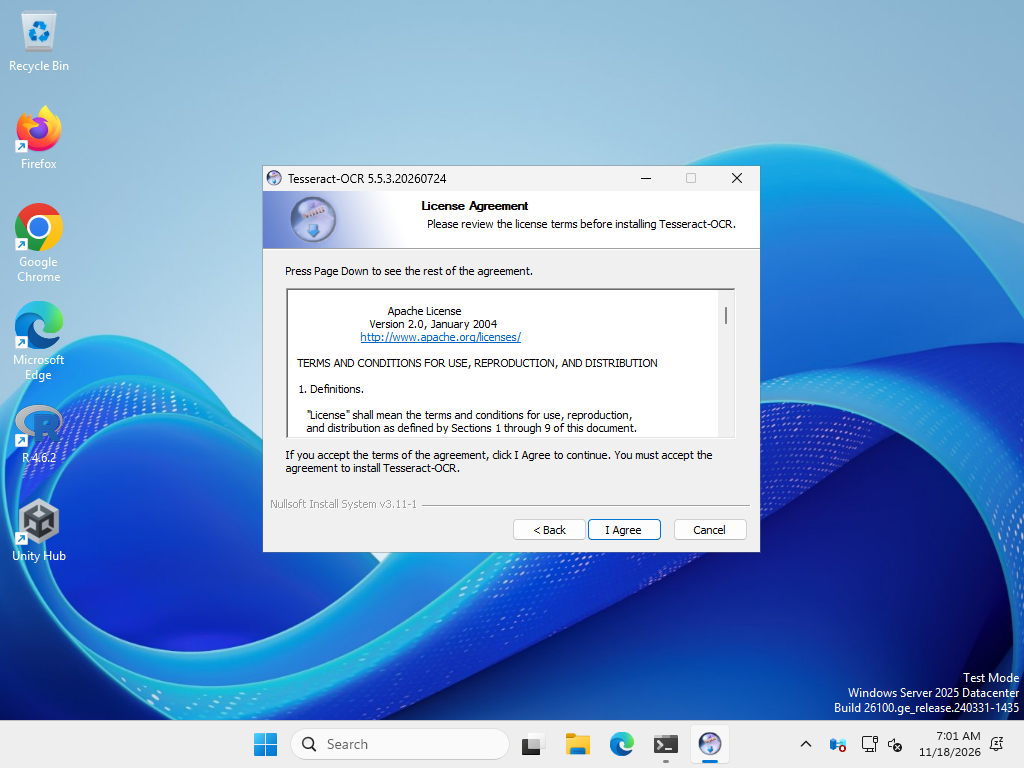 Recycle Bin
Firefox
Google
Chrome
Microsoft
Edge
R 4.6.2
Unity Hub
Tesseract-OCR 5.5.3.20260724
License Agreement
Please review the license terms before installing Tesseract-OCR.
Press Page Down to see the rest of the agreement.
Apache License
Version 2.0, January 2004
http://www.apache.org/licenses/
TERMS AND CONDITIONS FOR USE, REPRODUCTION, AND DISTRIBUTION
1. Definitions.
"License" shall mean the terms and conditions for use, reproduction,
and distribution as defined by Sections 1 through 9 of this document.
If you accept the terms of the agreement, click I Agree to continue. You must accept the
agreement to install Tesseract-OCR.
Nullsoft Install System v3.11-1
< Back
I Agree
Cancel
Test Mode
Windows Server 2025 Datacenter
Build 26100.ge_release.240331-1435
Search
7:01 AM
11/18/2026